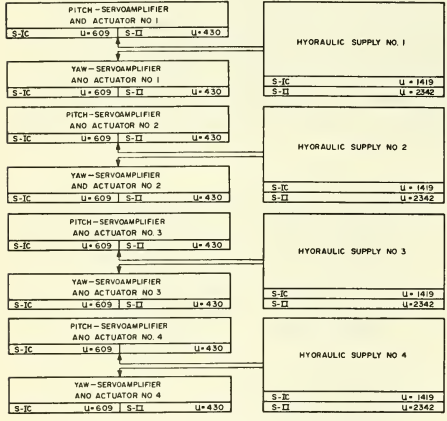 PITCH-SERVOAMPLIFIER
AND ACTUATOR NO 1
S-IC U=609 S-II U=430
HYDRAULIC SUPPLY NO. 1
YAW-SERVOAMPLIFIER
AND ACTUATOR NO 1
S-IC U=609 S-II U=430
S-IC U=1419
S-II U=2342
PITCH-SERVOAMPLIFIER
AND ACTUATOR NO 2
S-IC U=609 S-II U=430
HYDRAULIC SUPPLY NO 2
YAW-SERVOAMPLIFIER
AND ACTUATOR NO 2
S-IC U=609 S-II U=430
S-IC U=1419
S-II U=2342
PITCH-SERVOAMPLIFIER
AND ACTUATOR NO. 3
S-IC U=609 S-II U=430
HYDRAULIC SUPPLY NO 3
YAW-SERVOAMPLIFIER
AND ACTUATOR NO 3
S-IC U=609 S-II U=430
S-IC U=1419
S-II U=2342
PITCH-SERVOAMPLIFIER
AND ACTUATOR NO. 4
S-IC U=609 S-II U=430
HYDRAULIC SUPPLY NO 4
YAW-SERVOAMPLIFIER
AND ACTUATOR NO 4
S-IC U=609 S-II U=430
S-IC U=1419
S-II U=2342